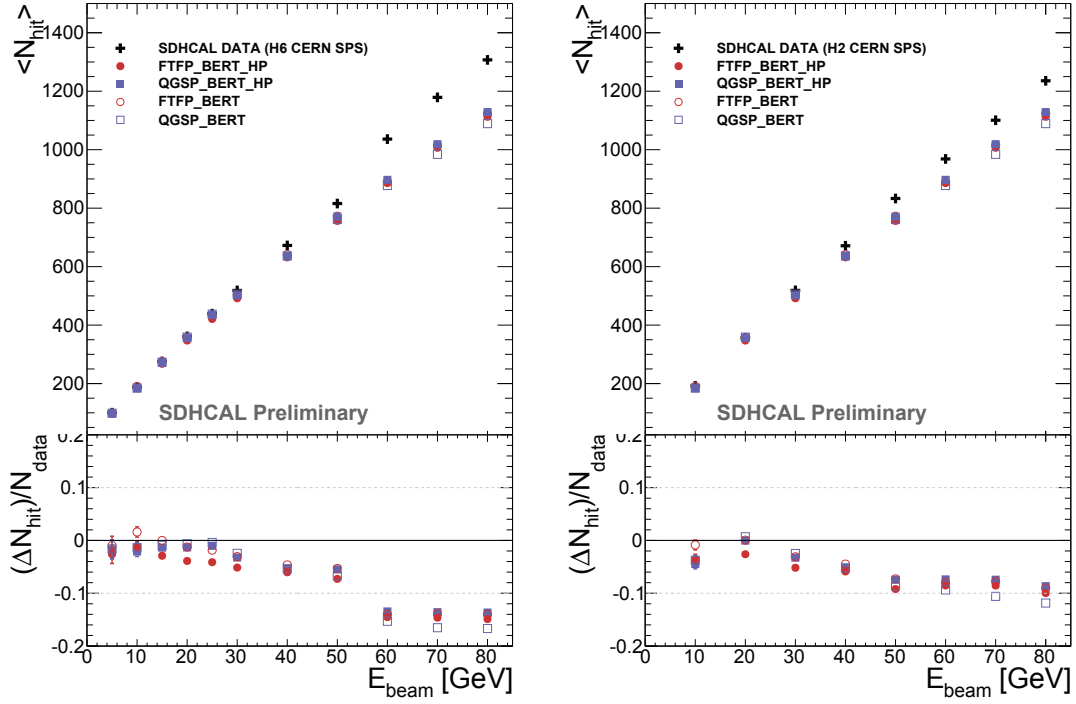 <N_hit>
1400
1200
1000
800
600
400
200
SDHCAL DATA (H6 CERN SPS)
FTFP_BERT_HP
QGSP_BERT_HP
FTFP_BERT
QGSP_BERT
SDHCAL Preliminary
(ΔN_hit)/N_data
0.2
0.1
0
-0.1
-0.2
0 10 20 30 40 50 60 70 80
E_beam [GeV]
<N_hit>
1400
1200
1000
800
600
400
200
SDHCAL DATA (H2 CERN SPS)
FTFP_BERT_HP
QGSP_BERT_HP
FTFP_BERT
QGSP_BERT
SDHCAL Preliminary
(ΔN_hit)/N_data
0.2
0.1
0
-0.1
-0.2
0 10 20 30 40 50 60 70 80
E_beam [GeV]